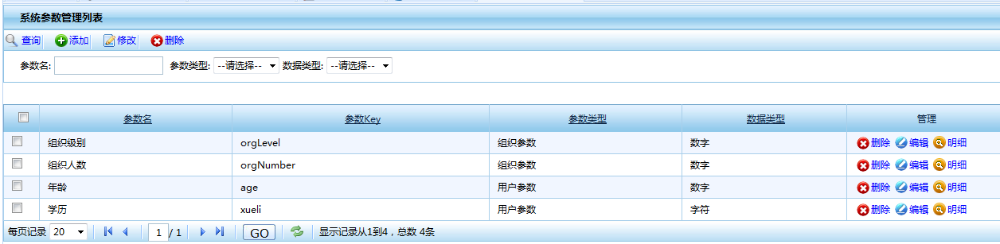 系统参数管理列表
查询 添加 修改 删除
参数名: 参数类型: --请选择-- 数据类型: --请选择--
参数名 参数Key 参数类型 数据类型 管理
组织级别 orgLevel 组织参数 数字 删除 编辑 明细
组织人数 orgNumber 组织参数 数字 删除 编辑 明细
年龄 age 用户参数 数字 删除 编辑 明细
学历 xueli 用户参数 字符 删除 编辑 明细
每页记录 20 1 / 1 GO 显示记录从1到4，总数 4条